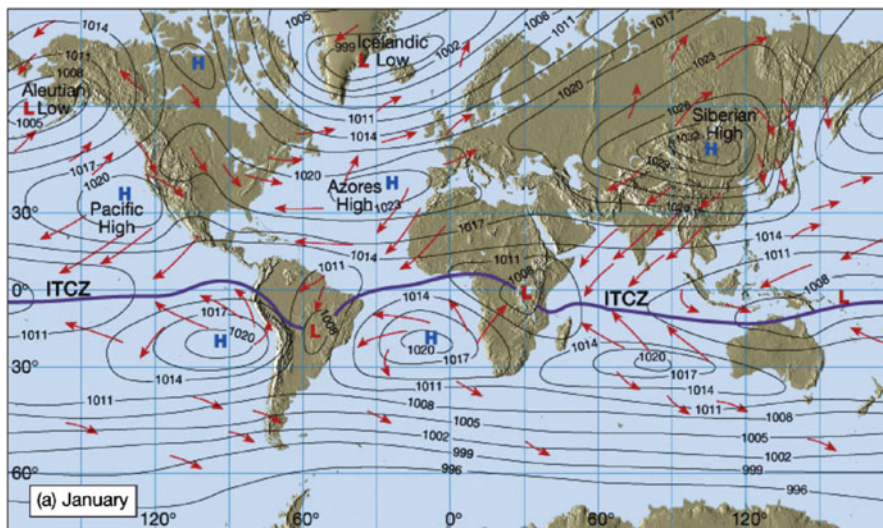 1014
1005
1008
1011
1008
1011
999
Icelandic
Low
L
1002
1014
1017
1011
H
1023
1008
Aleutian
L Low
1005
1020
1026
Siberian
High
1011
1014
1032
H
1029
1017
1020
H
Pacific
High
1020
Azores
High
H
1023
1020
30°
1017
1014
1011
1011
1008
1008
0°
ITCZ
L
ITCZ
L
1014
1017
1009
L
1011
1020
H
H
1020
1017
1014
1020
1017
30°
1014
1011
1014
1011
1008
1011
1008
1005
1005
1002
1002
999
999
996
996
60°
(a) January
120°
60°
0°
60°
120°